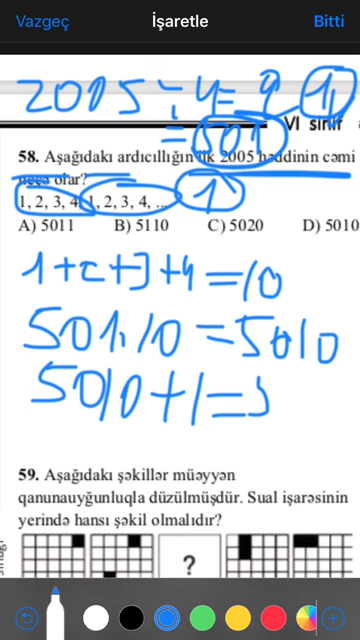 Vazgeç İşaretle Bitti
2005 ÷ 4 = 1
= 501
VI sinif
58. Aşağıdakı ardıcıllığın ilk 2005 həddinin cəmi
neçə olar?
1, 2, 3, 4, 1, 2, 3, 4, ... 1
A) 5011 B) 5110 C) 5020 D) 5010
1+2+3+4=10
501·10=5010
5010+1=
59. Aşağıdakı şəkillər müəyyən
qanunauyğunluqla düzülmüşdür. Sual işarəsinin
yerində hansı şəkil olmalıdır?
?